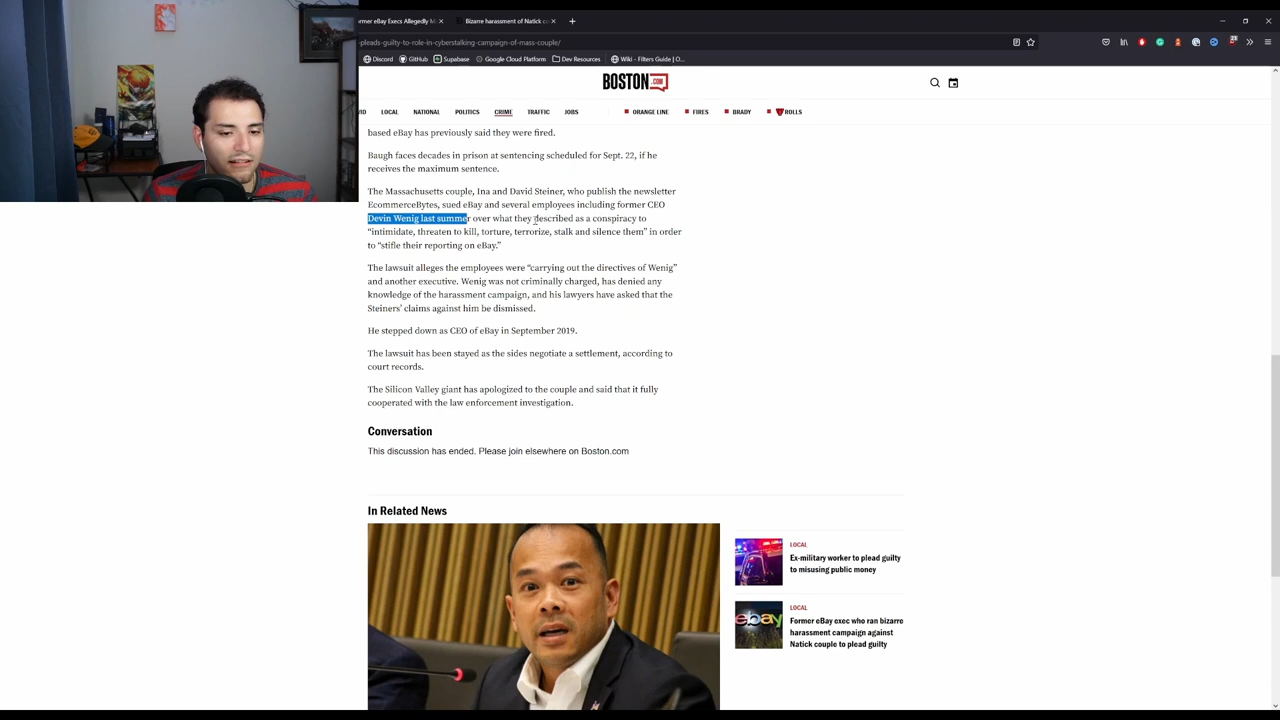 ormer eBay Execs Allegedly M
Bizarre harassment of Natick co
-pleads-guilty-to-role-in-cyberstalking-campaign-of-mass-couple/
Discord
GitHub
Supabase
Google Cloud Platform
Dev Resources
Wiki - Filters Guide | O...
BOSTON.COM
VID
LOCAL
NATIONAL
POLITICS
CRIME
TRAFFIC
JOBS
ORANGE LINE
FIRES
BRADY
ROLLS
based eBay has previously said they were fired.
Baugh faces decades in prison at sentencing scheduled for Sept. 22, if he
receives the maximum sentence.
The Massachusetts couple, Ina and David Steiner, who publish the newsletter
EcommerceBytes, sued eBay and several employees including former CEO
Devin Wenig last summer over what they described as a conspiracy to
“intimidate, threaten to kill, torture, terrorize, stalk and silence them” in order
to “stifle their reporting on eBay.”
The lawsuit alleges the employees were “carrying out the directives of Wenig”
and another executive. Wenig was not criminally charged, has denied any
knowledge of the harassment campaign, and his lawyers have asked that the
Steiners’ claims against him be dismissed.
He stepped down as CEO of eBay in September 2019.
The lawsuit has been stayed as the sides negotiate a settlement, according to
court records.
The Silicon Valley giant has apologized to the couple and said that it fully
cooperated with the law enforcement investigation.
Conversation
This discussion has ended. Please join elsewhere on Boston.com
In Related News
LOCAL
Ex-military worker to plead guilty
to misusing public money
LOCAL
Former eBay exec who ran bizarre
harassment campaign against
Natick couple to plead guilty
ebay